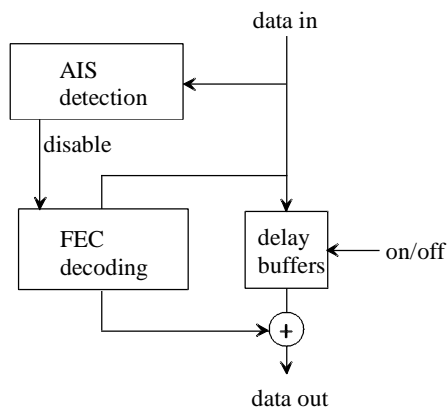 data in
AIS
detection
disable
FEC
decoding
delay
buffers
on/off
+
data out